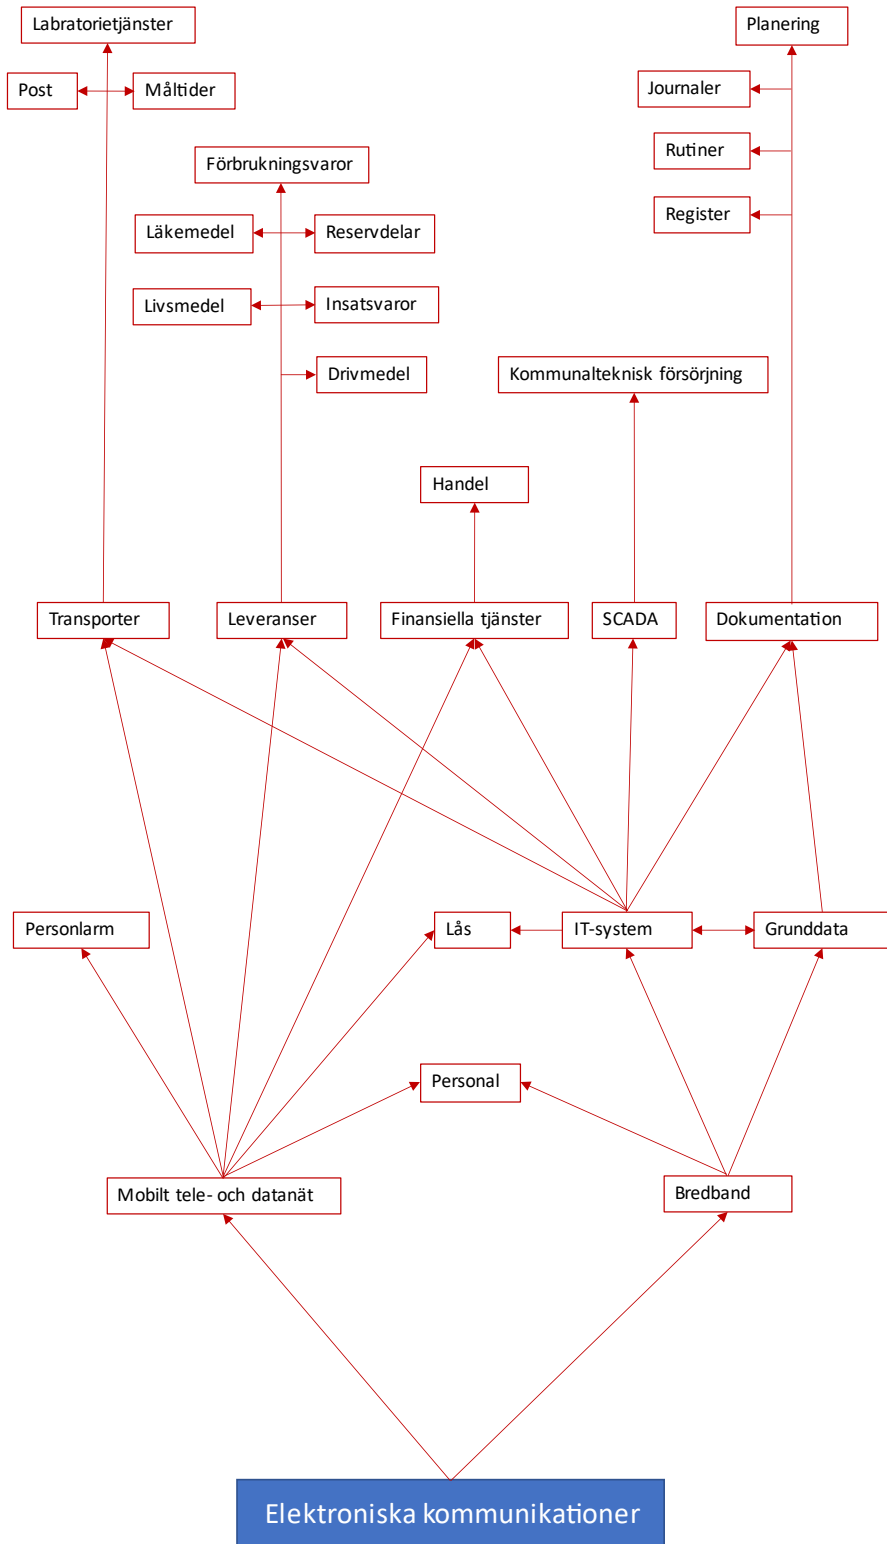 Labratorietjänster
Planering
Post
Måltider
Journaler
Rutiner
Förbrukningsvaror
Register
Läkemedel
Reservdelar
Livsmedel
Insatsvaror
Drivmedel
Kommunalteknisk försörjning
Handel
Transporter
Leveranser
Finansiella tjänster
SCADA
Dokumentation
Personlarm
Lås
IT-system
Grunddata
Personal
Mobilt tele- och datanät
Bredband
Elektroniska kommunikationer